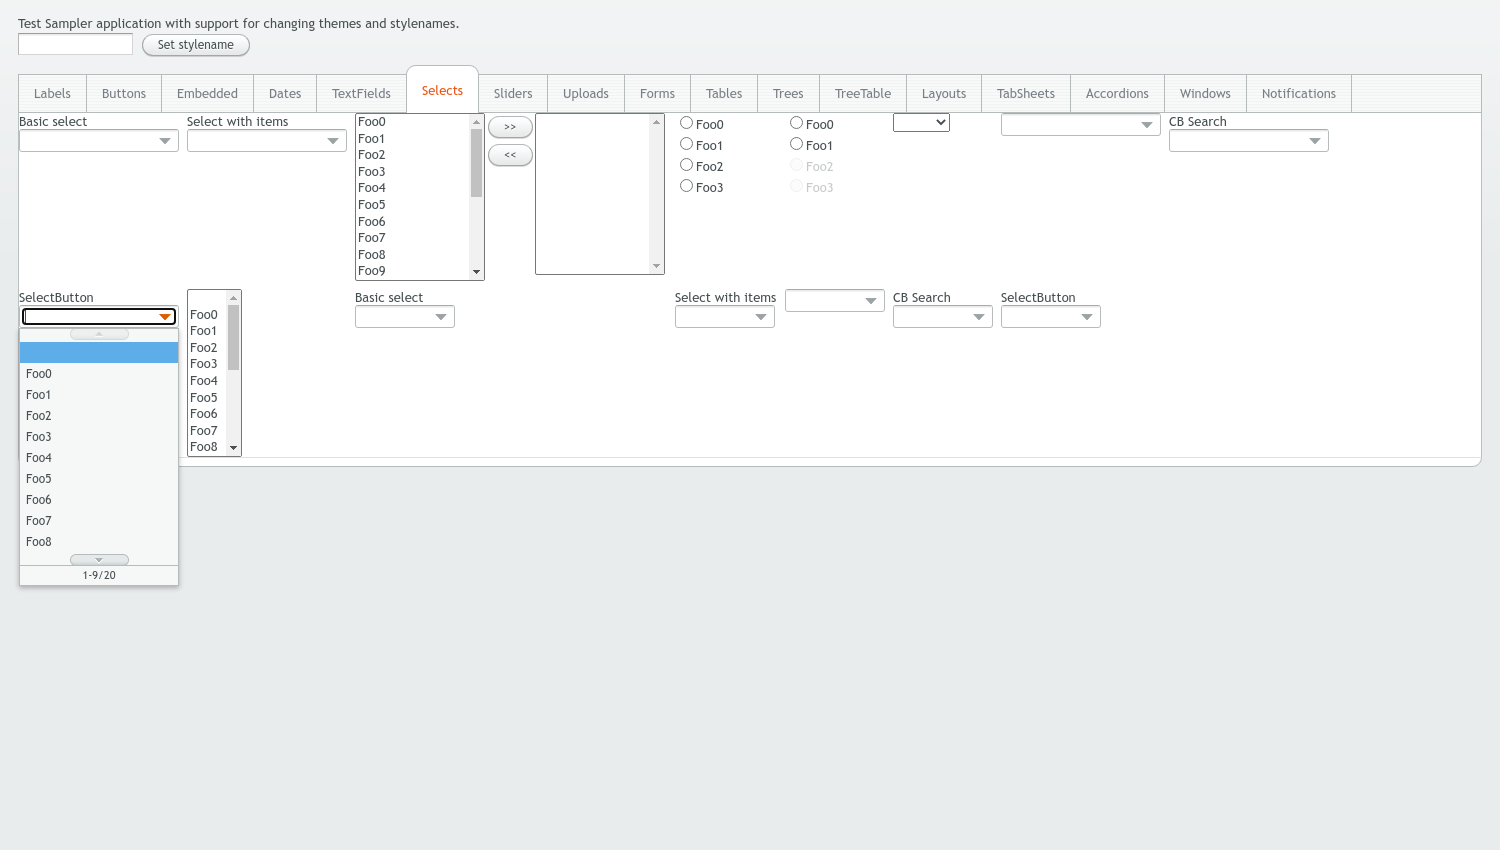 Test Sampler application with support for changing themes and stylenames.
Set stylename
Labels Buttons Embedded Dates TextFields Selects Sliders Uploads Forms Tables Trees TreeTable Layouts TabSheets Accordions Windows Notifications
Basic select
Select with items
Foo0
Foo1
Foo2
Foo3
Foo4
Foo5
Foo6
Foo7
Foo8
Foo9
>>
<<
Foo0
Foo1
Foo2
Foo3
Foo0
Foo1
Foo2
Foo3
CB Search
SelectButton
Foo0
Foo1
Foo2
Foo3
Foo4
Foo5
Foo6
Foo7
Foo8
1-9/20
Foo0
Foo1
Foo2
Foo3
Foo4
Foo5
Foo6
Foo7
Foo8
Basic select
Select with items
CB Search
SelectButton